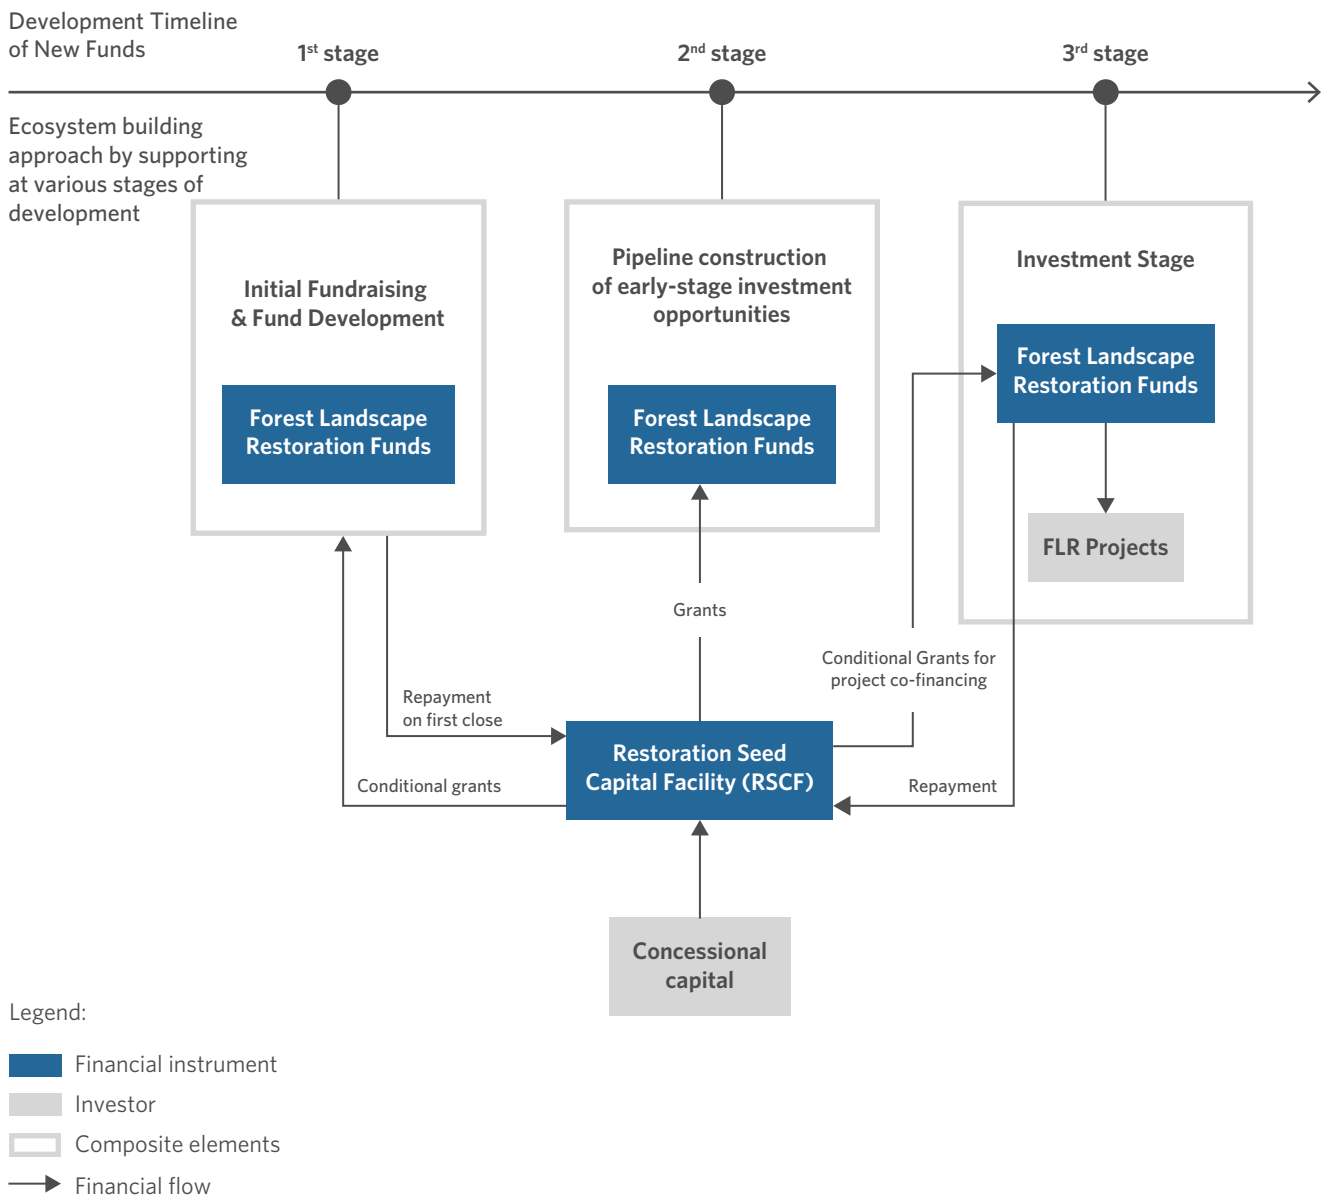 Development Timeline
of New Funds
1st stage
2nd stage
3rd stage
Ecosystem building
approach by supporting
at various stages of
development
Initial Fundraising
& Fund Development
Forest Landscape
Restoration Funds
Pipeline construction
of early-stage investment
opportunities
Forest Landscape
Restoration Funds
Investment Stage
Forest Landscape
Restoration Funds
FLR Projects
Grants
Conditional Grants for
project co-financing
Repayment
on first close
Restoration Seed
Capital Facility (RSCF)
Conditional grants
Repayment
Concessional
capital
Legend:
Financial instrument
Investor
Composite elements
Financial flow